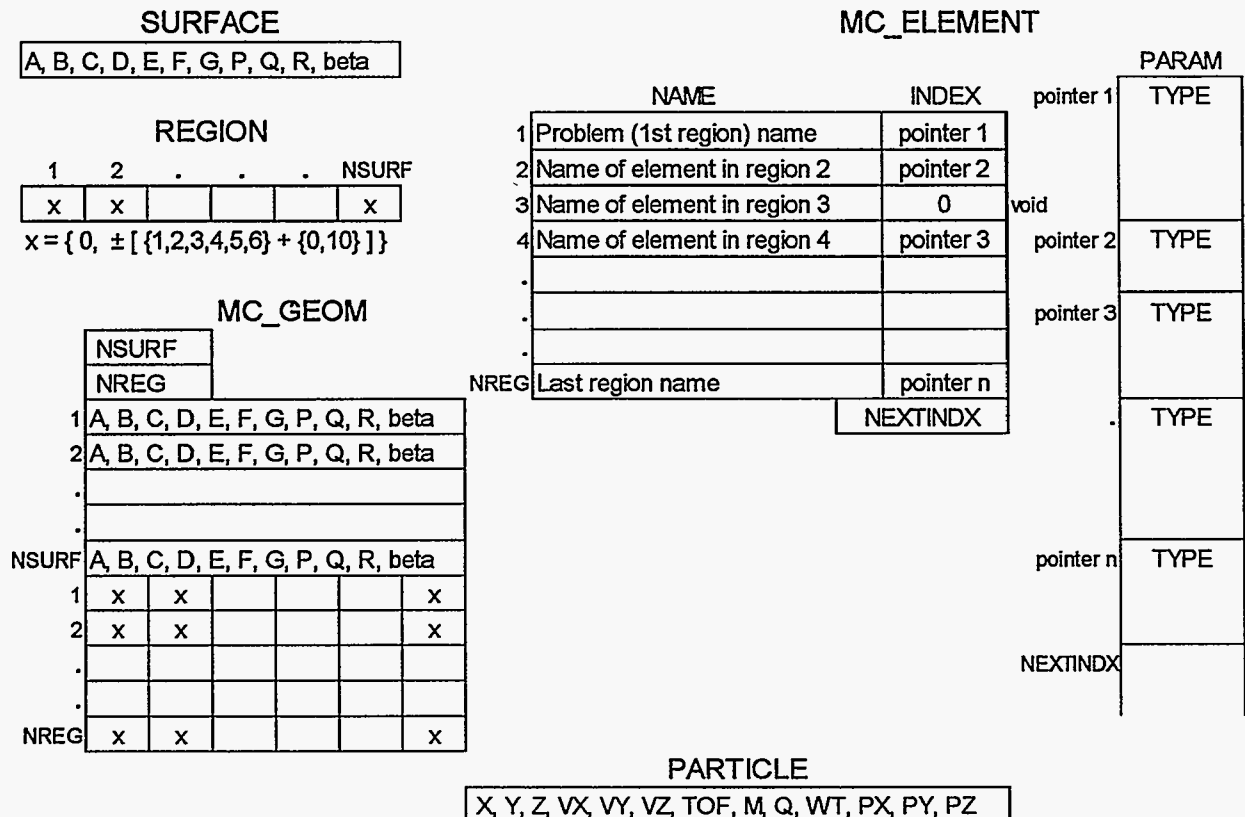 SURFACE
A, B, C, D, E, F, G, P, Q, R, beta
REGION
1 2 . . . NSURF
x x x
x = { 0, ± [ {1,2,3,4,5,6} + {0,10} ] }
MC_GEOM
NSURF
NREG
1 A, B, C, D, E, F, G, P, Q, R, beta
2 A, B, C, D, E, F, G, P, Q, R, beta
.
.
NSURF A, B, C, D, E, F, G, P, Q, R, beta
1 x x x
2 x x x
.
.
NREG x x x
MC_ELEMENT
NAME INDEX
1 Problem (1st region) name pointer 1
2 Name of element in region 2 pointer 2
3 Name of element in region 3 0 void
4 Name of element in region 4 pointer 3
.
.
.
NREG Last region name pointer n
NEXTINDX
PARAM
pointer 1 TYPE
pointer 2 TYPE
pointer 3 TYPE
. TYPE
pointer n TYPE
NEXTINDX
PARTICLE
X, Y, Z, VX, VY, VZ, TOF, M, Q, WT, PX, PY, PZ